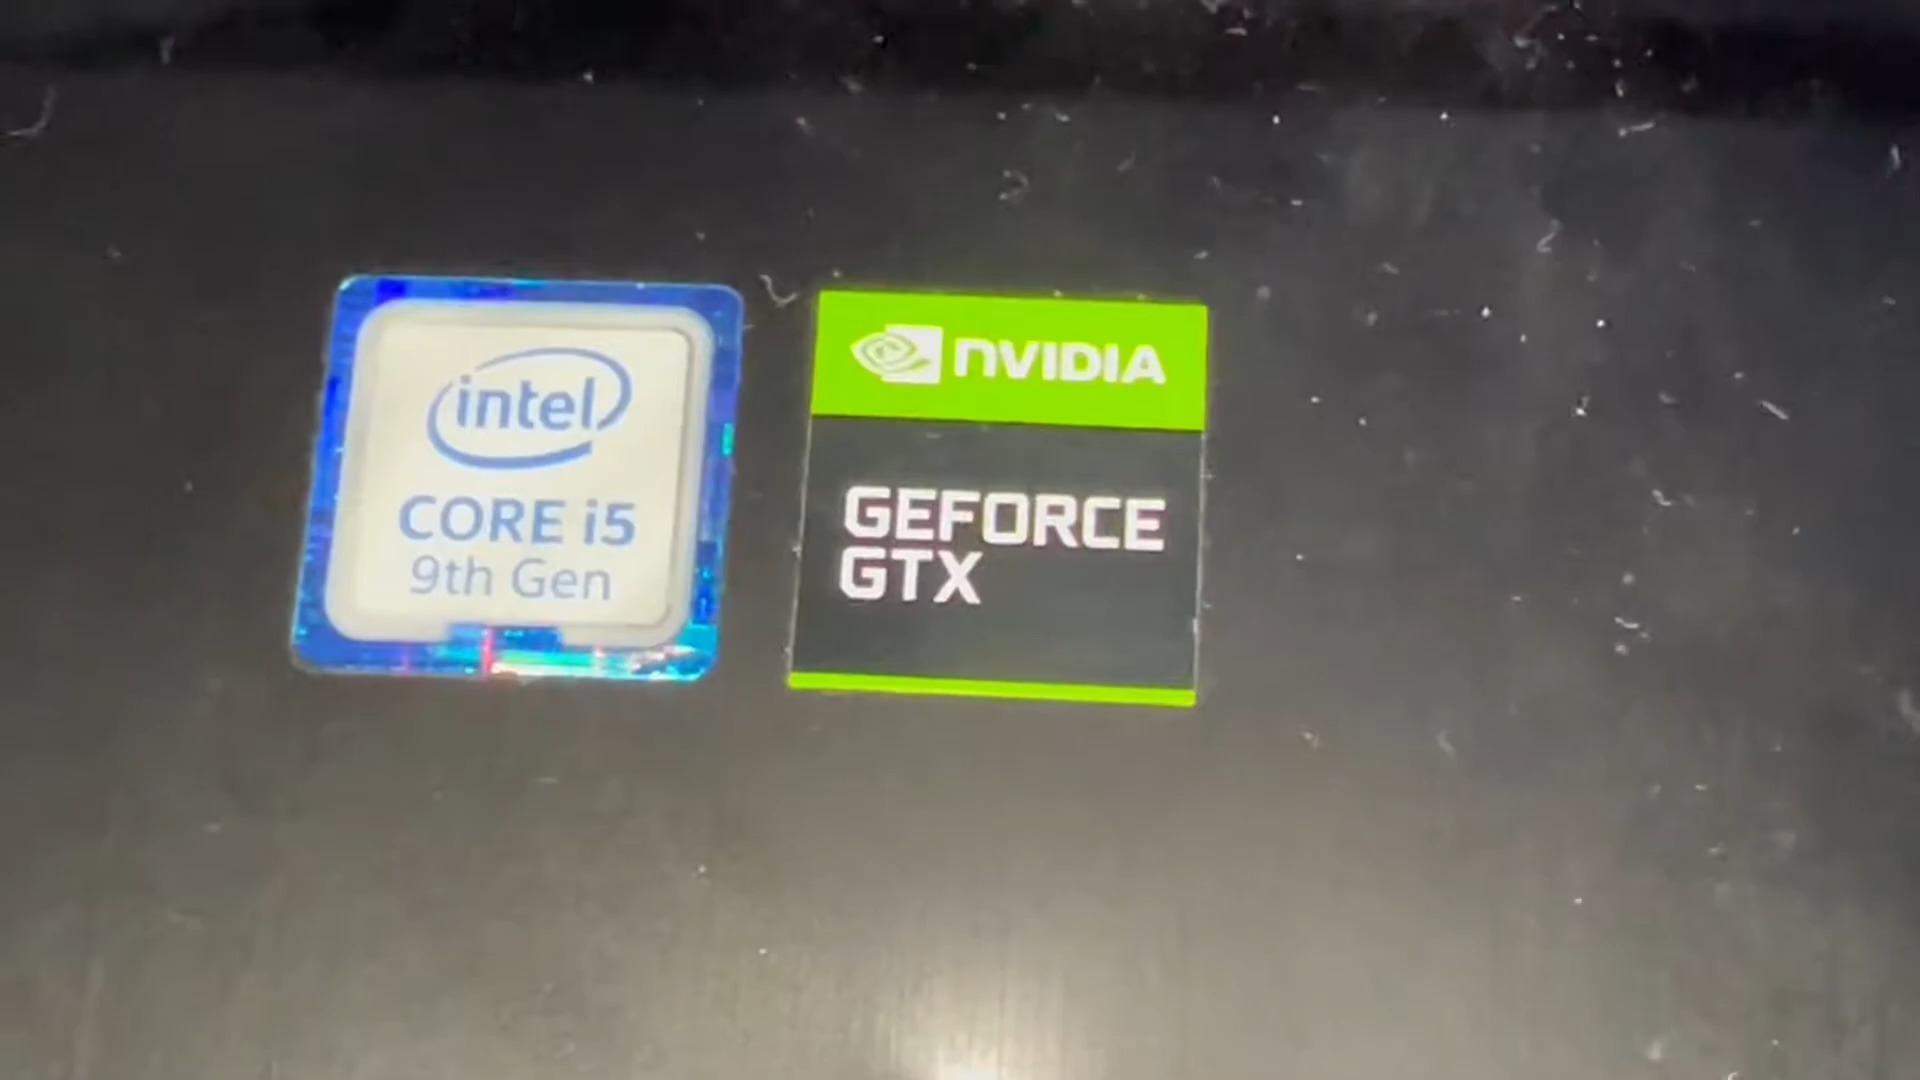 intel
CORE i5
9th Gen
NVIDIA
GEFORCE
GTX